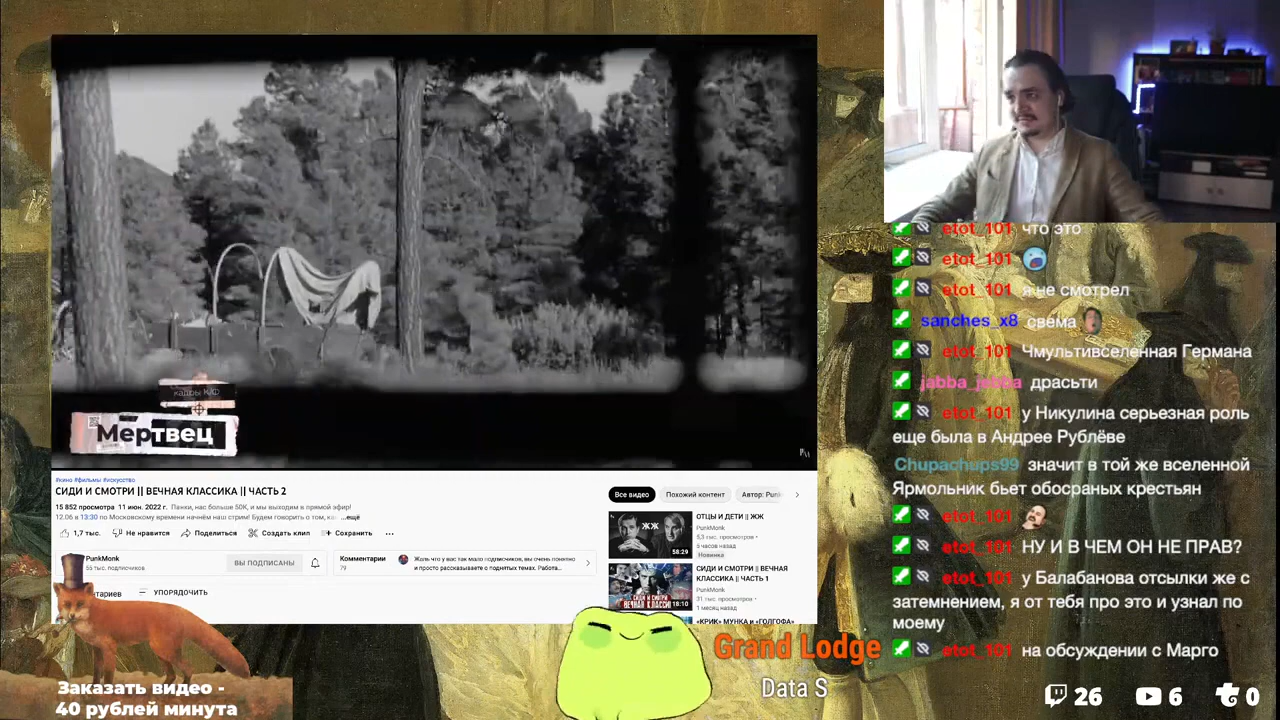 кадры к/ф
Мертвец
#кино #фильмы #искусство
СИДИ И СМОТРИ || ВЕЧНАЯ КЛАССИКА || ЧАСТЬ 2
15 852 просмотра 11 июн. 2022 г. Панки, нас больше 50K, и мы выходим в прямой эфир!
12.06 в 13:30 по Московскому времени начнём наш стрим! Будем говорить о том, ка ...ещё
1,7 тыс. Не нравится Поделиться Создать клип Сохранить ...
PunkMonk
55 тыс. подписчиков
ВЫ ПОДПИСАНЫ
Комментарии
79
Жаль что у вас так мало подписчиков, вы очень понятно
и просто рассказываете о поднятых темах. Работа...
нтариев УПОРЯДОЧИТЬ
Все видео Похожий контент Автор: Punk
ЖЖ
58:29
ОТЦЫ И ДЕТИ || ЖЖ
PunkMonk
5,3 тыс. просмотров •
5 часов назад
Новинка
СИДИ И СМОТРИ
ВЕЧНАЯ КЛАССИКА
18:10
СИДИ И СМОТРИ || ВЕЧНАЯ
КЛАССИКА || ЧАСТЬ 1
PunkMonk
31 тыс. просмотров •
1 месяц назад
«КРИК» МУНКА и «ГОЛГОФА»
etot_101 что это
etot_101
etot_101 я не смотрел
sanches_x8 свема
etot_101 Чмультивселенная Германа
jabba_jebba драсьти
etot_101 у Никулина серьезная роль
еще была в Андрее Рублёве
Chupachups99 значит в той же вселенной
Ярмольник бьет обосраных крестьян
etot_101
etot_101 НУ И В ЧЕМ ОН НЕ ПРАВ?
etot_101 у Балабанова отсылки же с
затемнением, я от тебя про это и узнал по
моему
etot_101 на обсуждении с Марго
Grand Lodge
Data S
Заказать видео -
40 рублей минута
26 6 0